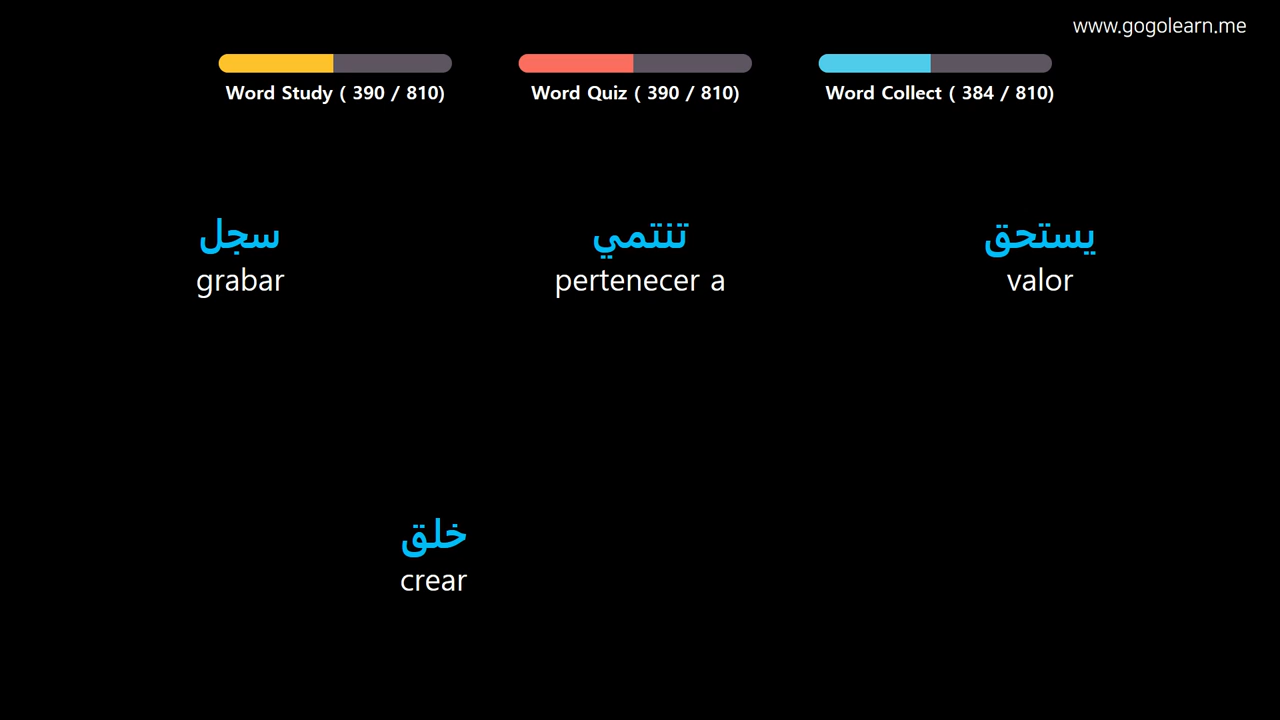 www.gogolearn.me
Word Study ( 390 / 810)
Word Quiz ( 390 / 810)
Word Collect ( 384 / 810)
سجل
grabar
تنتمي
pertenecer a
يستحق
valor
خلق
crear